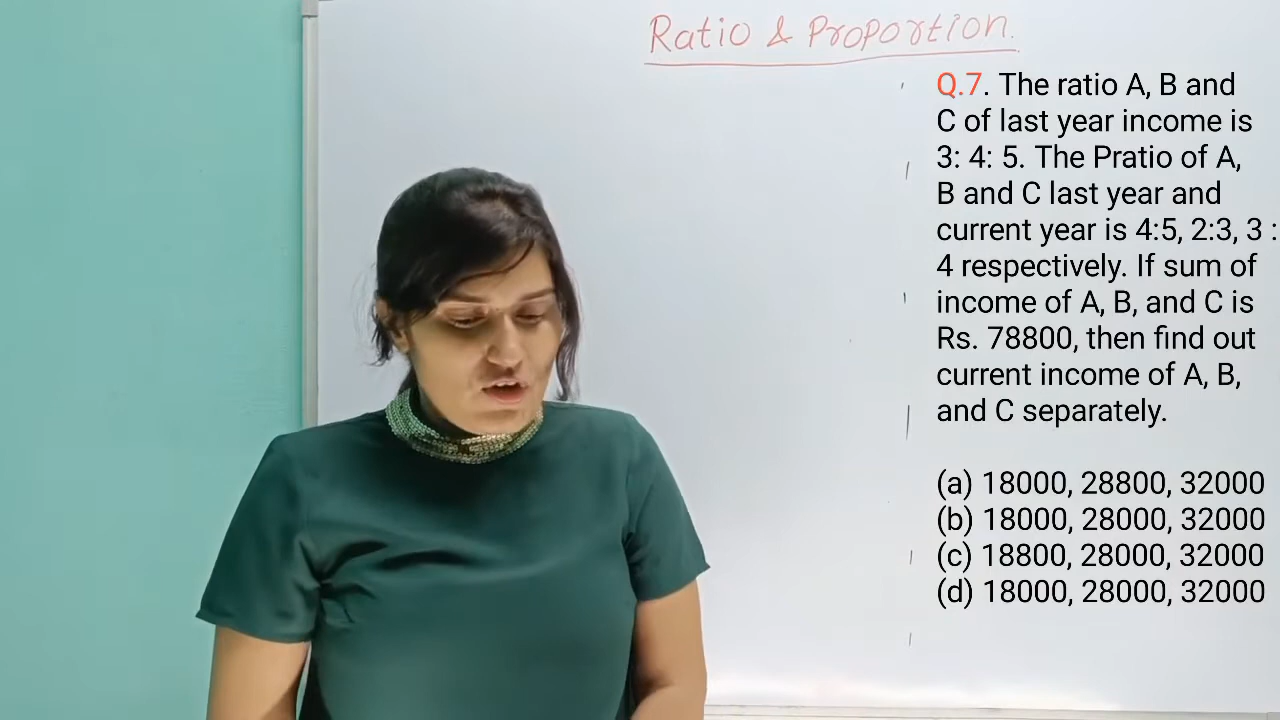 Ratio & Proportion.
Q.7. The ratio A, B and
C of last year income is
3: 4: 5. The Pratio of A,
B and C last year and
current year is 4:5, 2:3, 3 :
4 respectively. If sum of
income of A, B, and C is
Rs. 78800, then find out
current income of A, B,
and C separately.
(a) 18000, 28800, 32000
(b) 18000, 28000, 32000
(c) 18800, 28000, 32000
(d) 18000, 28000, 32000